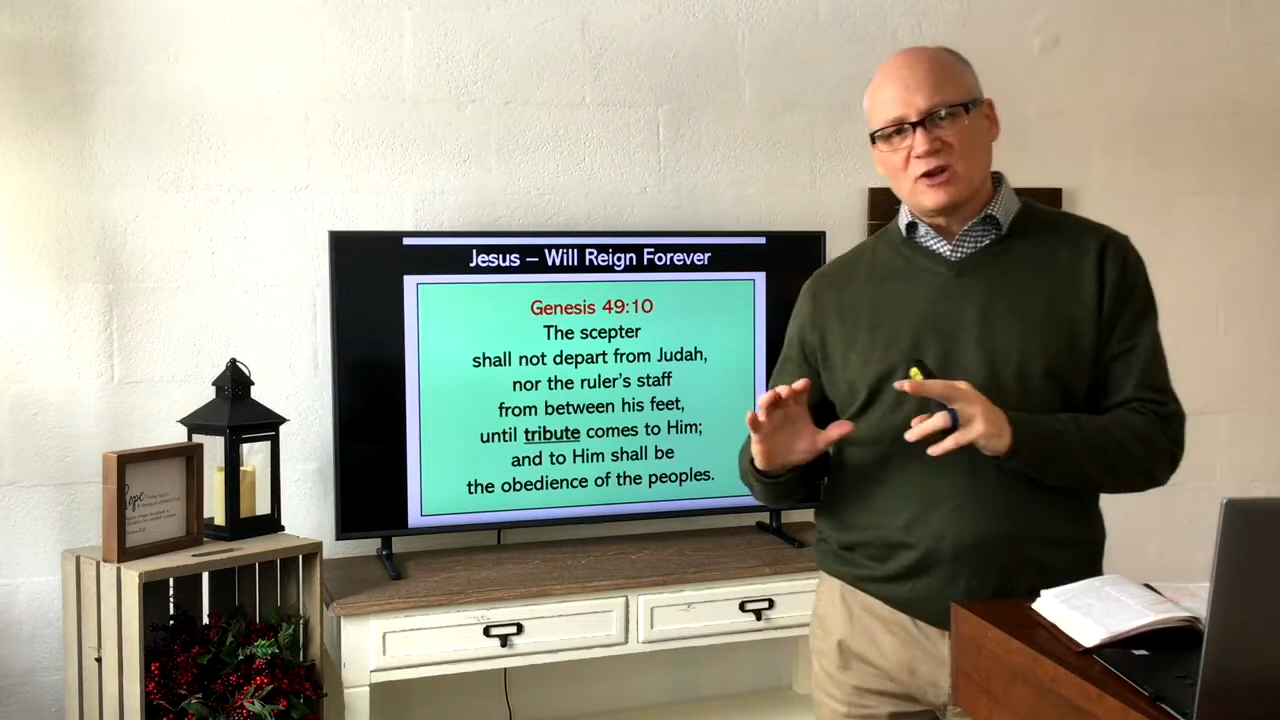 Jesus – Will Reign Forever
Genesis 49:10
The scepter
shall not depart from Judah,
nor the ruler's staff
from between his feet,
until tribute comes to Him;
and to Him shall be
the obedience of the peoples.
hope